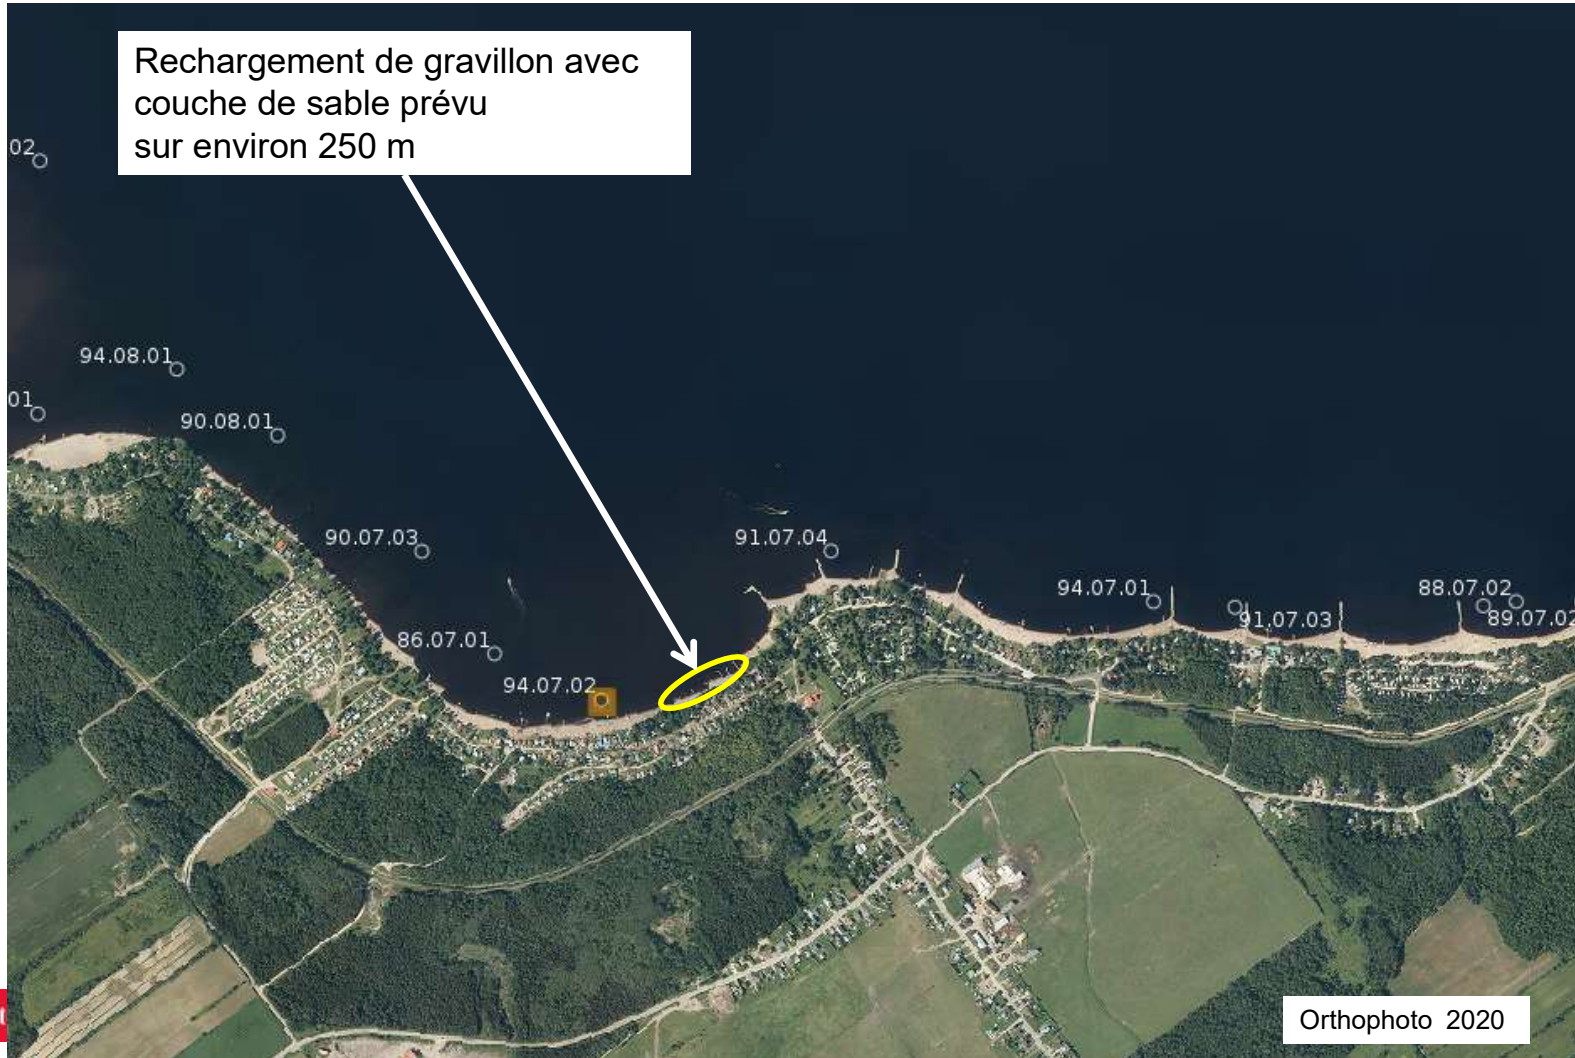 Rechargement de gravillon avec
couche de sable prévu
sur environ 250 m
02
94.08.01
01
90.08.01
90.07.03
91.07.04
94.07.01
88.07.02
91.07.03
89.07.02
86.07.01
94.07.02
t
Orthophoto 2020